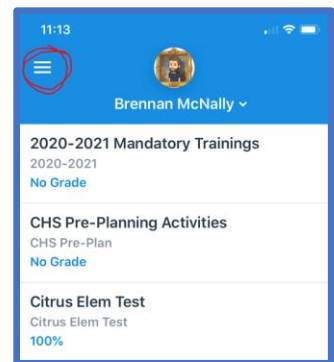 11:13
Brennan McNally
2020-2021 Mandatory Trainings
2020-2021
No Grade
CHS Pre-Planning Activities
CHS Pre-Plan
No Grade
Citrus Elem Test
Citrus Elem Test
100%